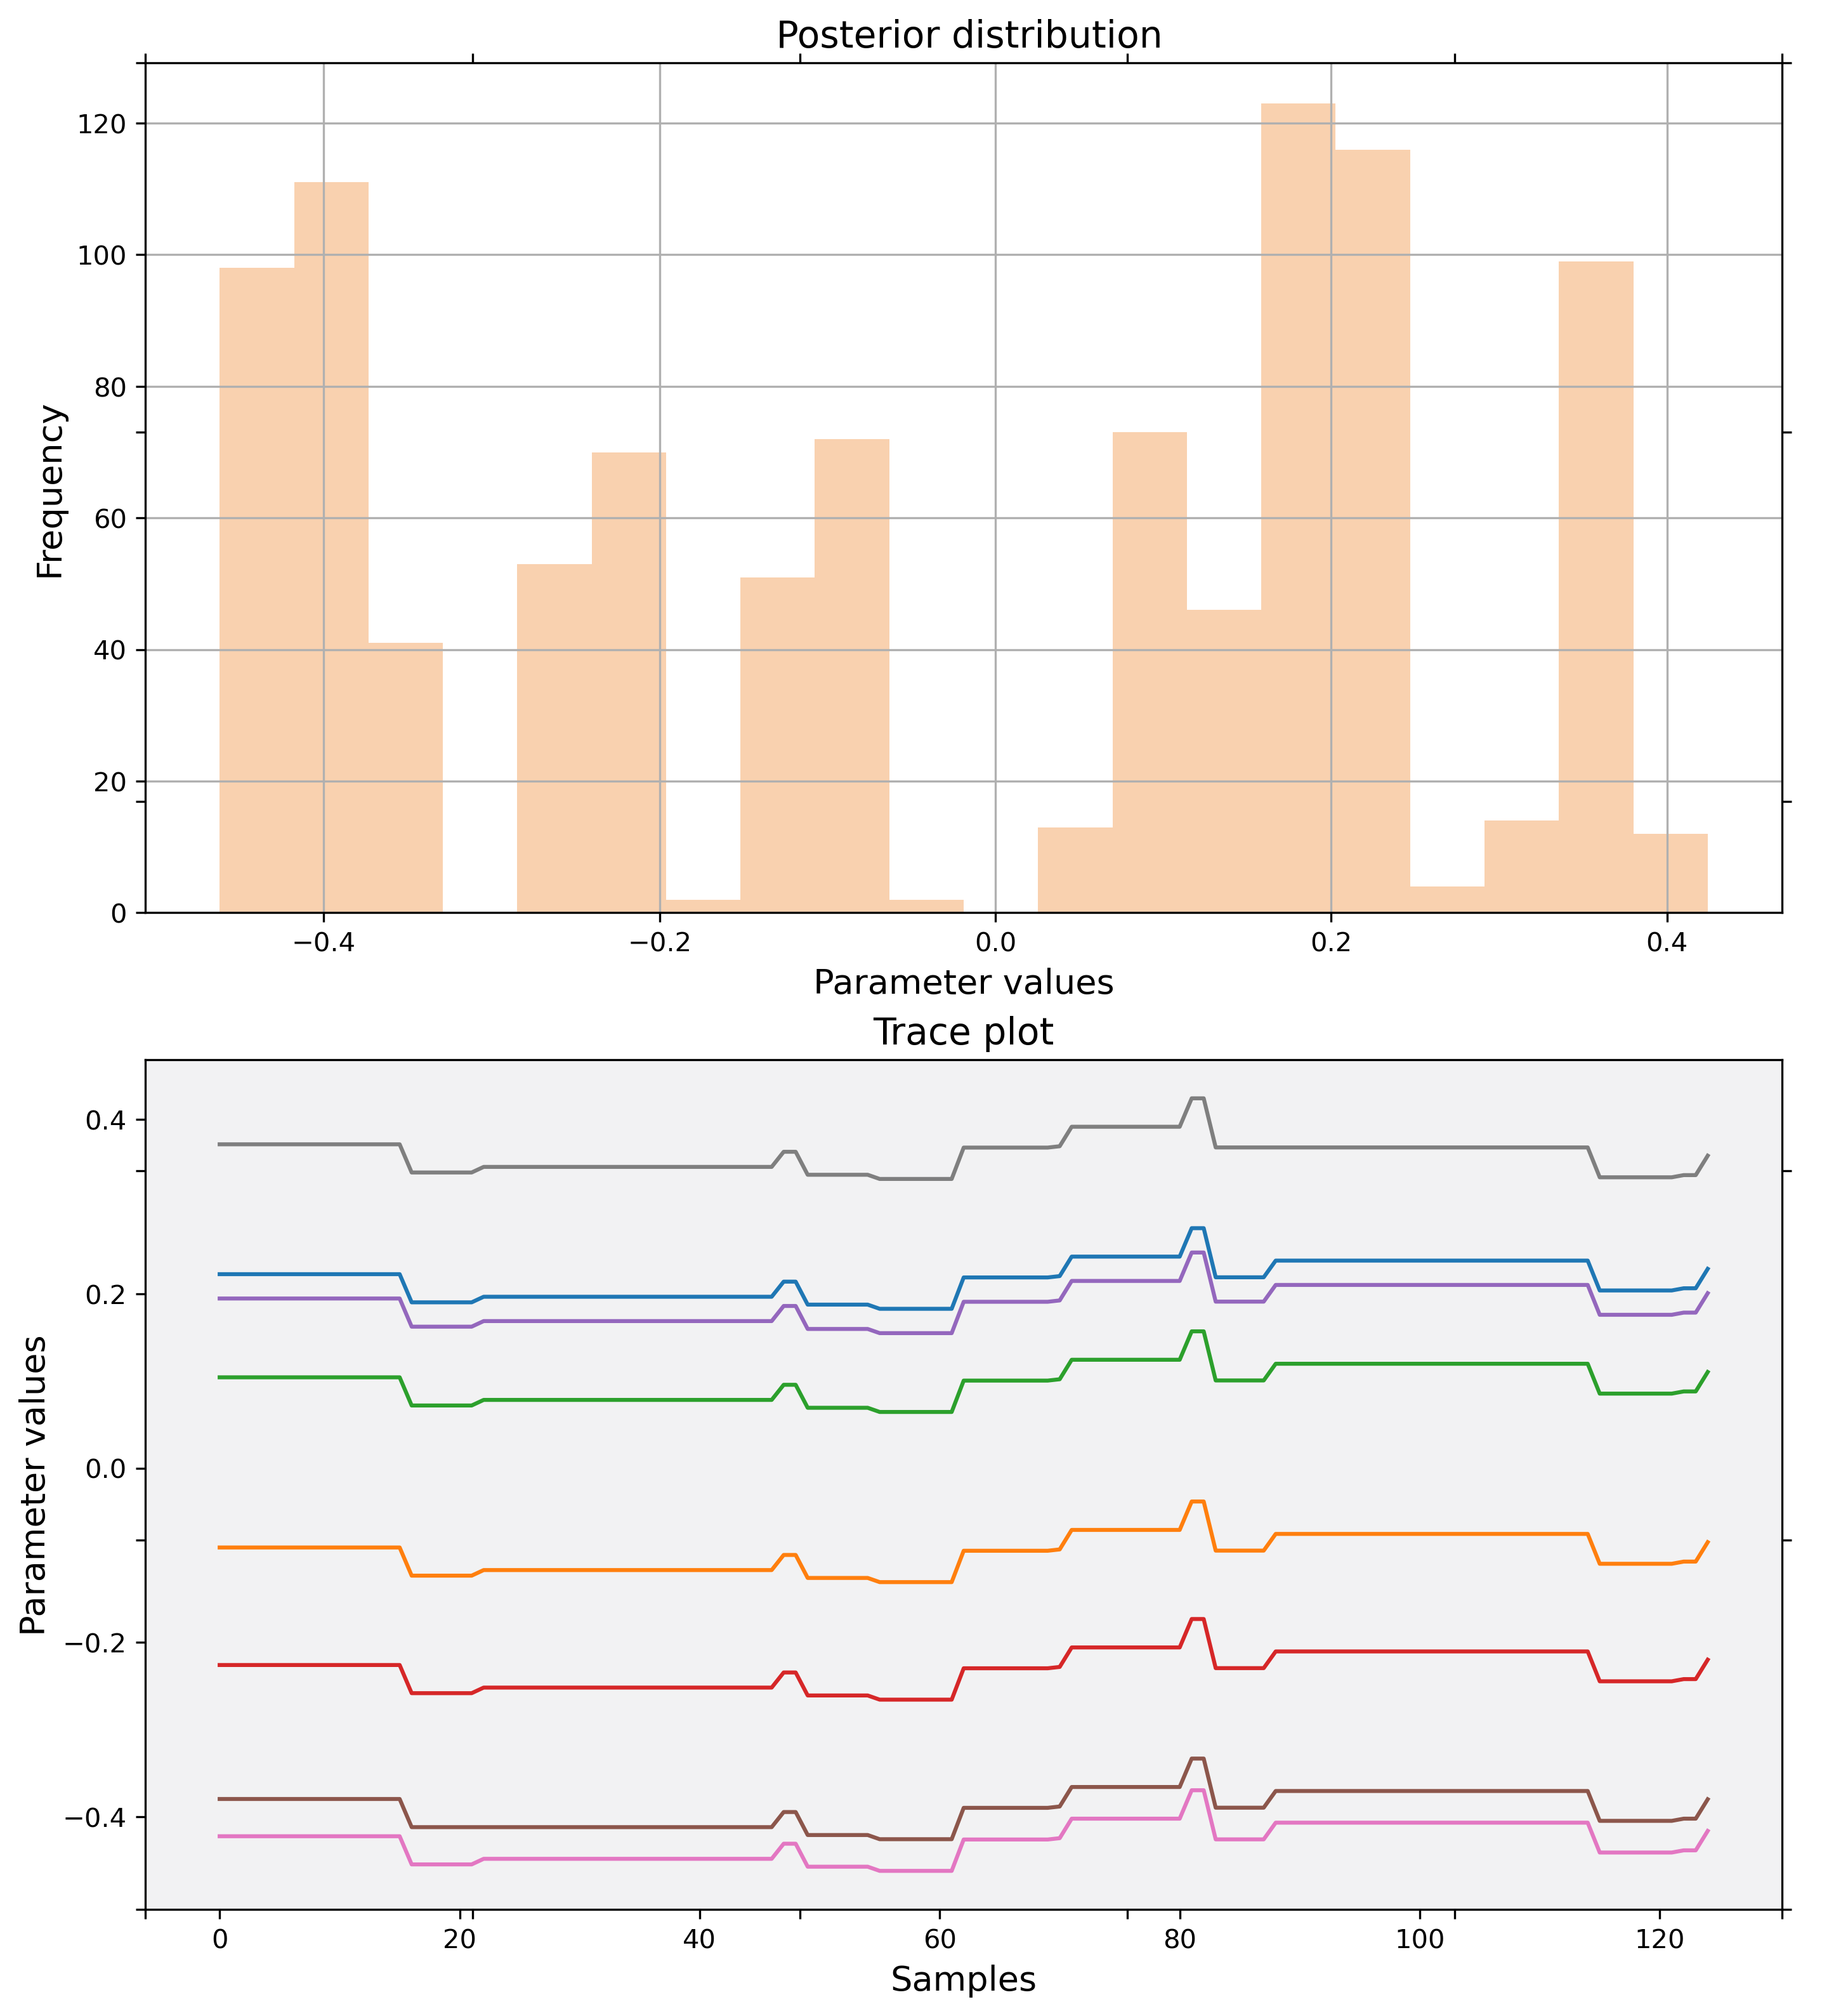 Posterior distribution
120
100
80
60
40
20
0
Frequency
−0.4 −0.2 0.0 0.2 0.4
Parameter values
Trace plot
0.4
0.2
0.0
−0.2
−0.4
Parameter values
0 20 40 60 80 100 120
Samples